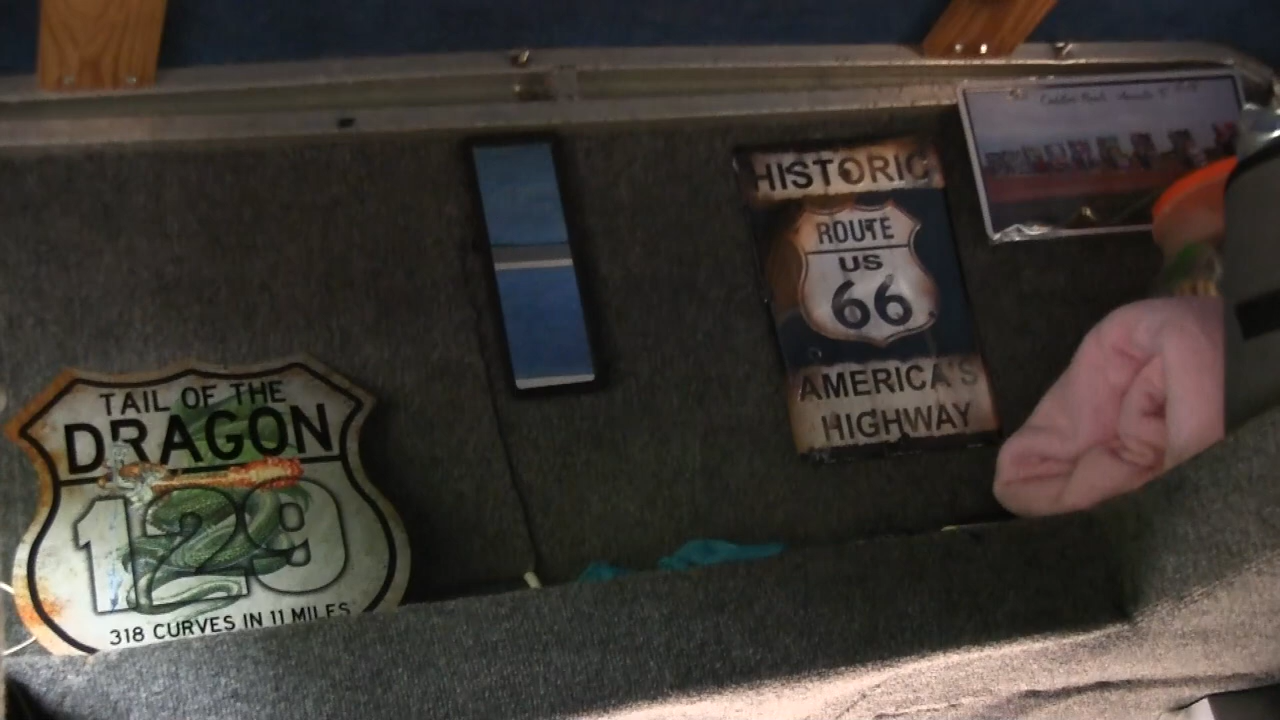 HISTORIC
ROUTE
US
66
AMERICA'S
HIGHWAY
TAIL OF THE
DRAGON
129
318 CURVES IN 11 MILES